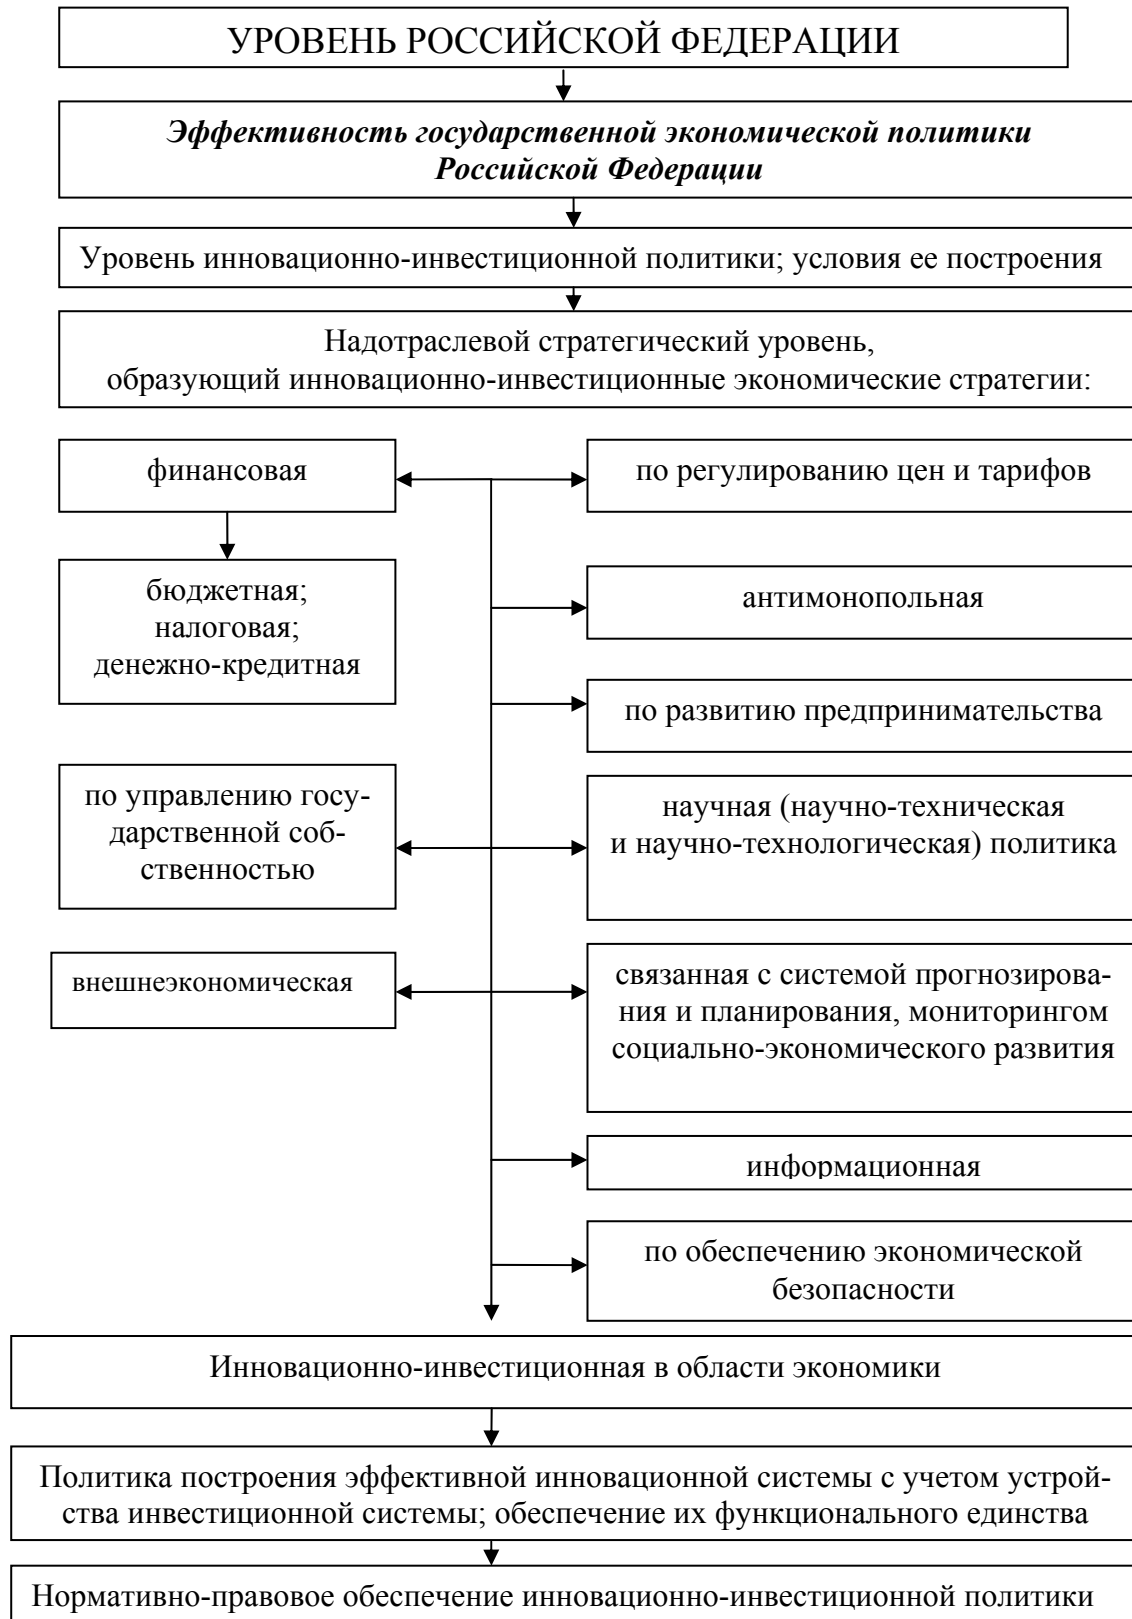 УРОВЕНЬ РОССИЙСКОЙ ФЕДЕРАЦИИ
Эффективность государственной экономической политики
Российской Федерации
Уровень инновационно-инвестиционной политики; условия ее построения
Надотраслевой стратегический уровень,
образующий инновационно-инвестиционные экономические стратегии:
финансовая
по регулированию цен и тарифов
бюджетная;
налоговая;
денежно-кредитная
антимонопольная
по развитию предпринимательства
по управлению госу-
дарственной соб-
ственностью
научная (научно-техническая
и научно-технологическая) политика
внешнеэкономическая
связанная с системой прогнозирова-
ния и планирования, мониторингом
социально-экономического развития
информационная
по обеспечению экономической
безопасности
Инновационно-инвестиционная в области экономики
Политика построения эффективной инновационной системы с учетом устрой-
ства инвестиционной системы; обеспечение их функционального единства
Нормативно-правовое обеспечение инновационно-инвестиционной политики